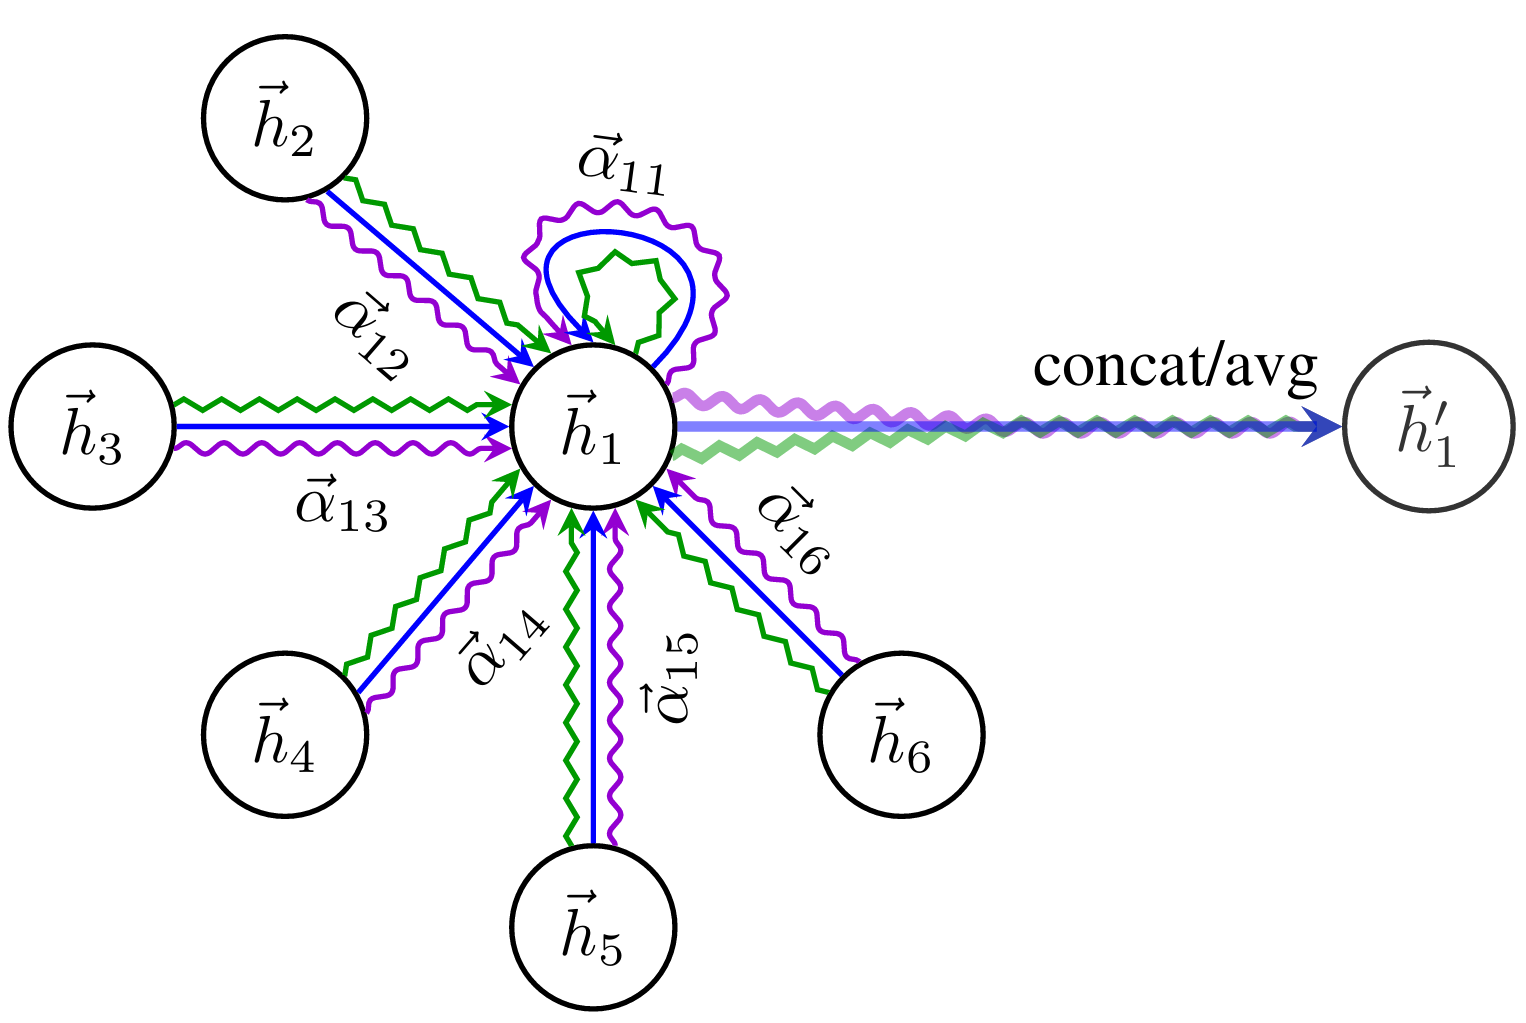 h⃗₂
α⃗₁₁
α⃗₁₂
concat/avg
h⃗₃
h⃗₁
h⃗′₁
α⃗₁₃
α⃗₁₆
α⃗₁₄
α⃗₁₅
h⃗₄
h⃗₆
h⃗₅